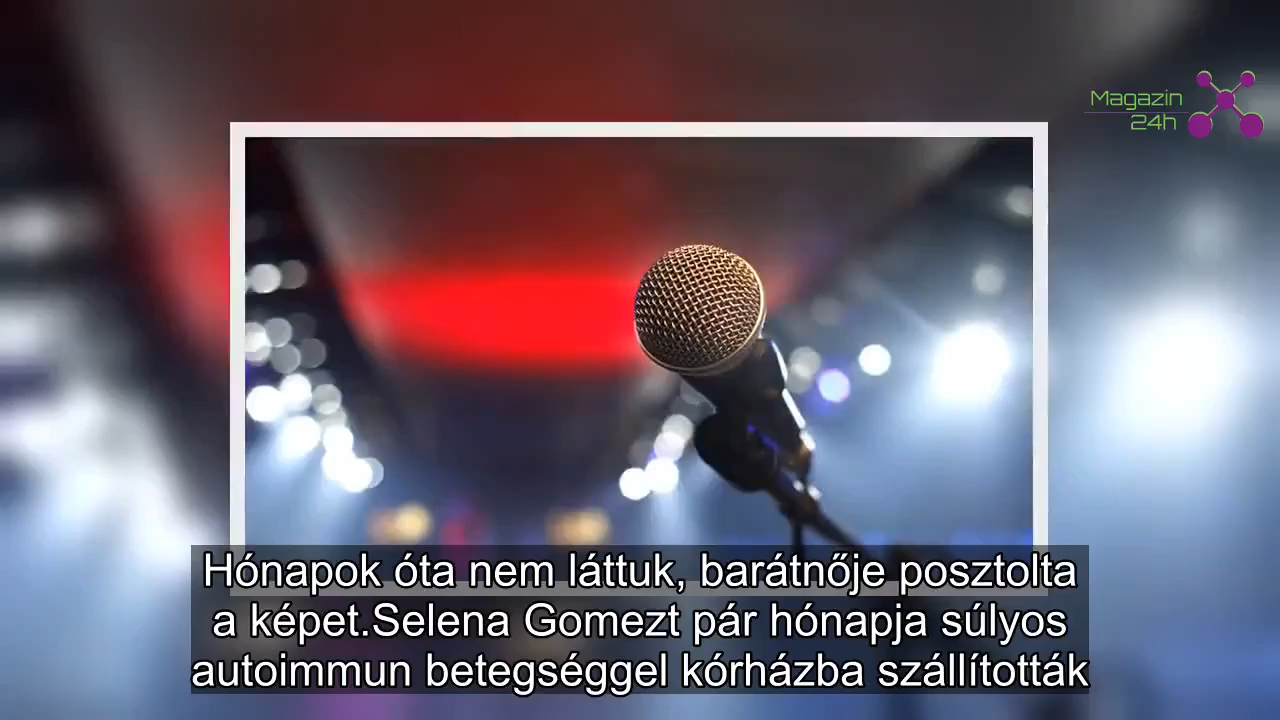 Magazin
24h
Hónapok óta nem láttuk, barátnője posztolta
a képet.Selena Gomezt pár hónapja súlyos
autoimmun betegséggel kórházba szállították